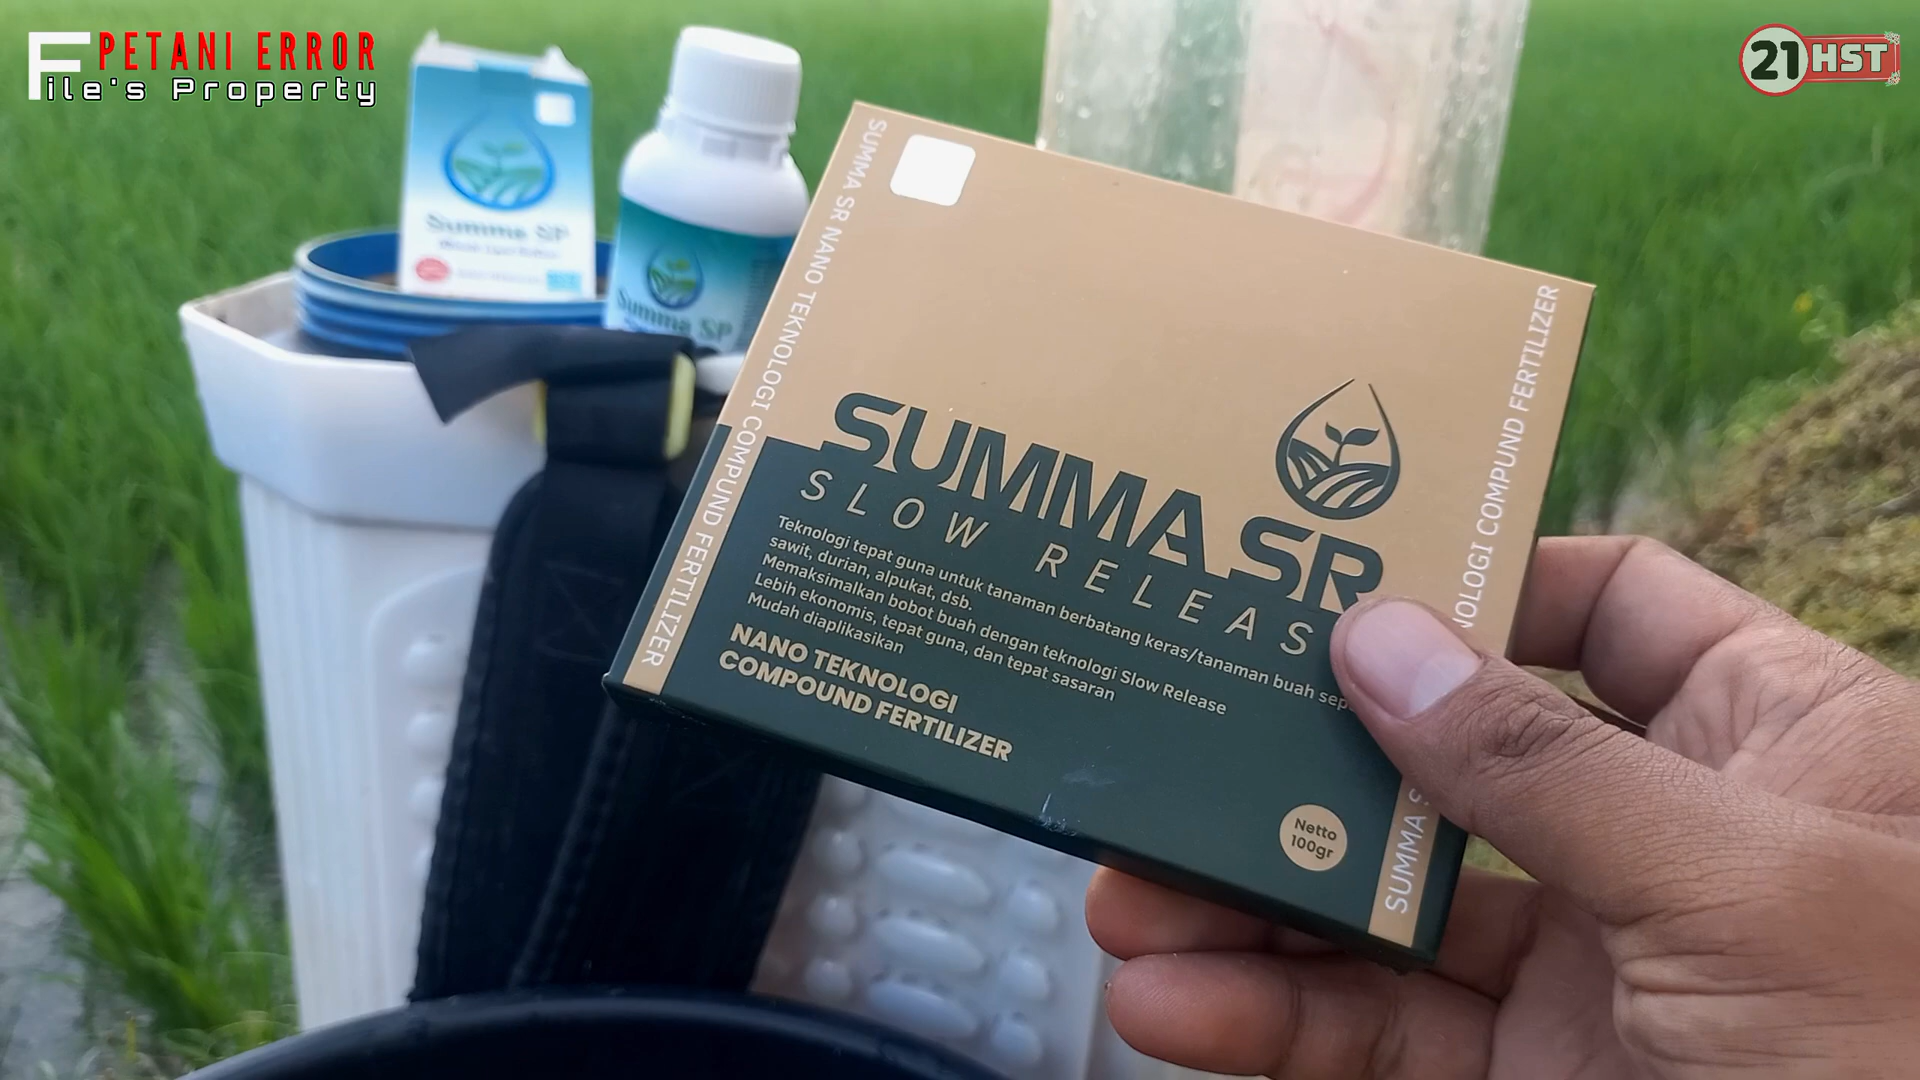 PETANI ERROR
File's Property
21 HST
Summa SP
Summa SP
SUMMA SR NANO TEKNOLOGI COMPUND FERTILIZER
SUMMA SR
SLOW RELEAS
Teknologi tepat guna untuk tanaman berbatang keras/tanaman buah sep
sawit, durian, alpukat, dsb.
Memaksimalkan bobot buah dengan teknologi Slow Release
Lebih ekonomis, tepat guna, dan tepat sasaran
Mudah diaplikasikan
NANO TEKNOLOGI
COMPOUND FERTILIZER
Netto
100gr
SUMMA S
NOLOGI COMPUND FERTILIZER